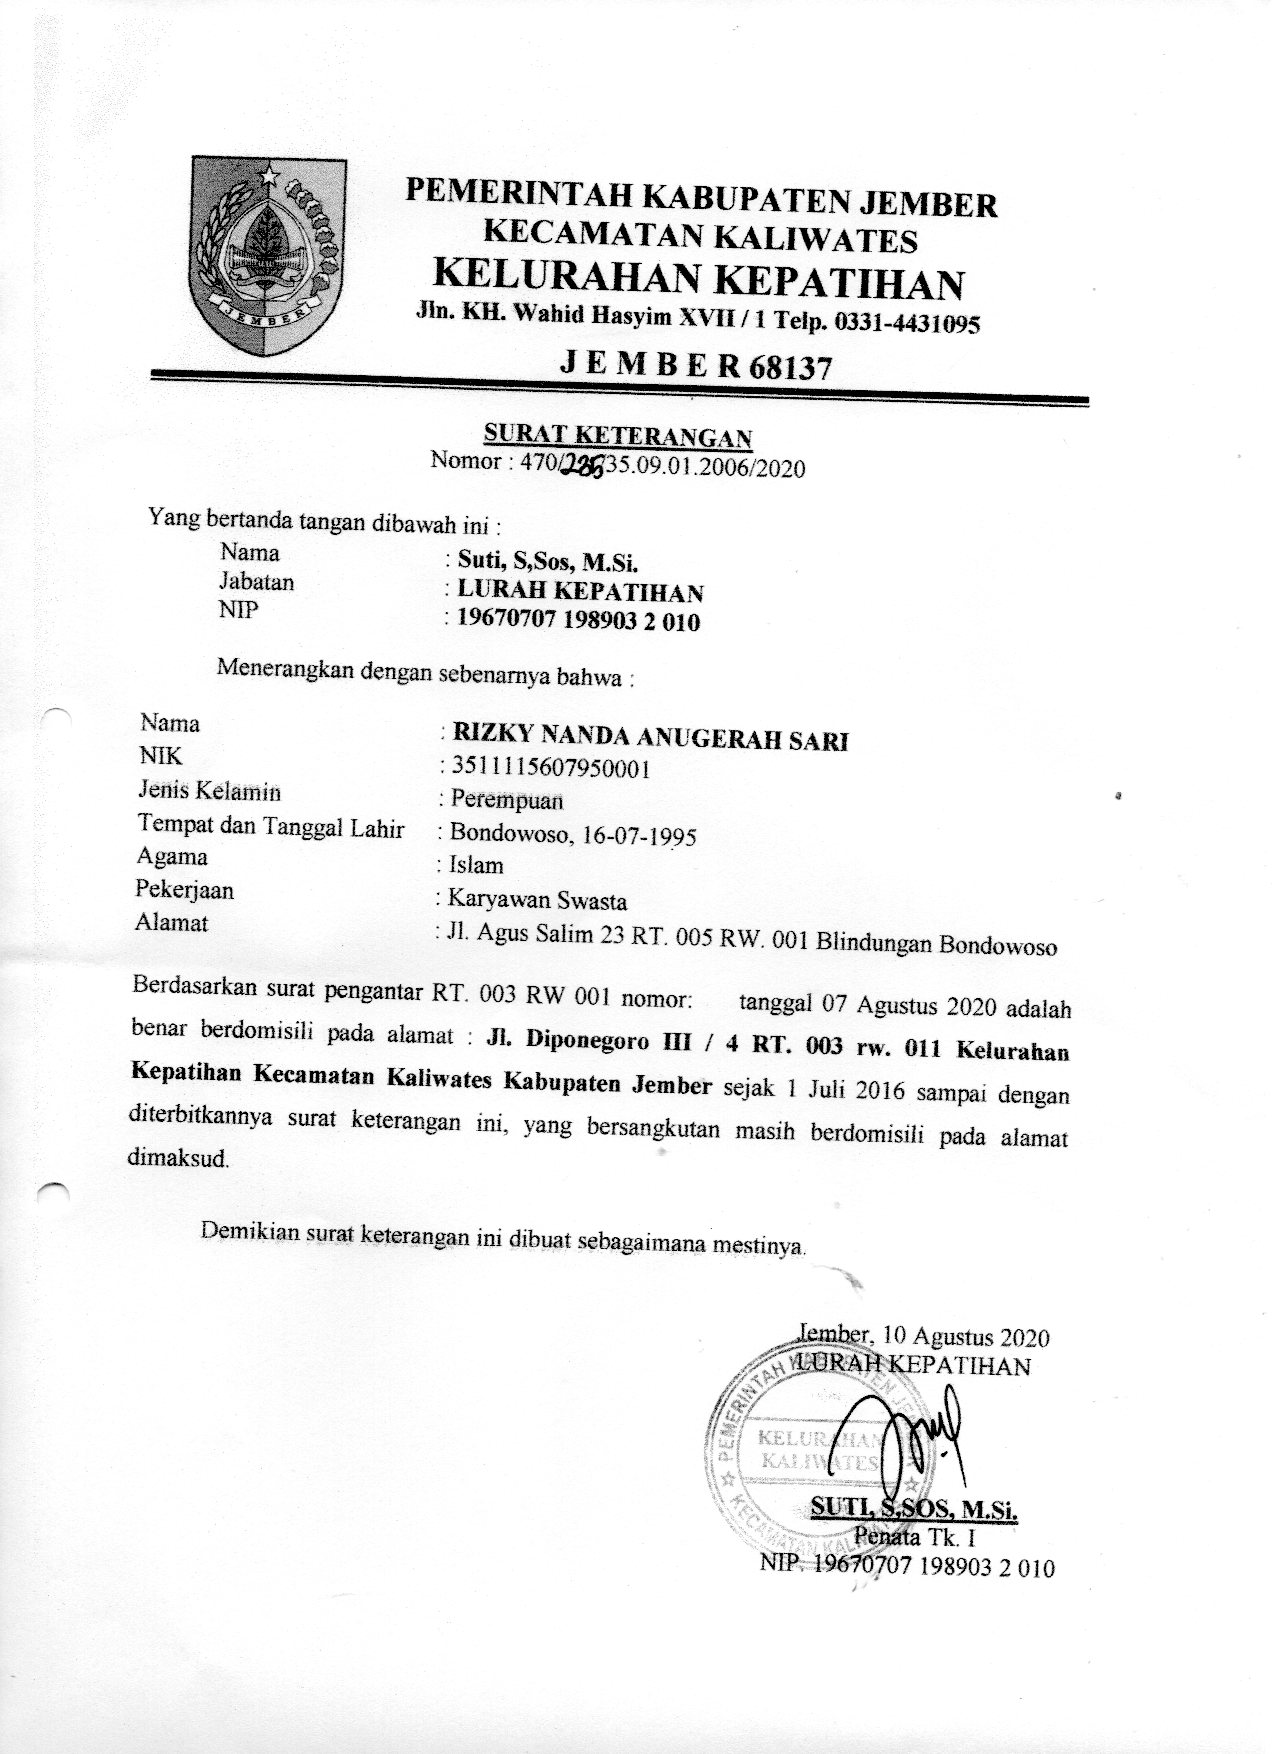 PEMERINTAH KABUPATEN JEMBER
KECAMATAN KALIWATES
KELURAHAN KEPATIHAN
Jln. KH. Wahid Hasyim XVII / 1 Telp. 0331-4431095
J E M B E R 68137
JEMBER
SURAT KETERANGAN
Nomor : 470/ /35.09.01.2006/2020
Yang bertanda tangan dibawah ini :
Nama : Suti, S,Sos, M.Si.
Jabatan : LURAH KEPATIHAN
NIP : 19670707 198903 2 010
Menerangkan dengan sebenarnya bahwa :
Nama : RIZKY NANDA ANUGERAH SARI
NIK : 3511115607950001
Jenis Kelamin : Perempuan
Tempat dan Tanggal Lahir : Bondowoso, 16-07-1995
Agama : Islam
Pekerjaan : Karyawan Swasta
Alamat : Jl. Agus Salim 23 RT. 005 RW. 001 Blindungan Bondowoso
Berdasarkan surat pengantar RT. 003 RW 001 nomor: tanggal 07 Agustus 2020 adalah
benar berdomisili pada alamat : Jl. Diponegoro III / 4 RT. 003 rw. 011 Kelurahan
Kepatihan Kecamatan Kaliwates Kabupaten Jember sejak 1 Juli 2016 sampai dengan
diterbitkannya surat keterangan ini, yang bersangkutan masih berdomisili pada alamat
dimaksud.
Demikian surat keterangan ini dibuat sebagaimana mestinya.
Jember, 10 Agustus 2020
LURAH KEPATIHAN
PEMERINTAH KABUPATEN JEMBER
KELURAHAN
KALIWATES
KECAMATAN KALIWATES
SUTI, S,SOS, M.Si.
Penata Tk. I
NIP. 19670707 198903 2 010